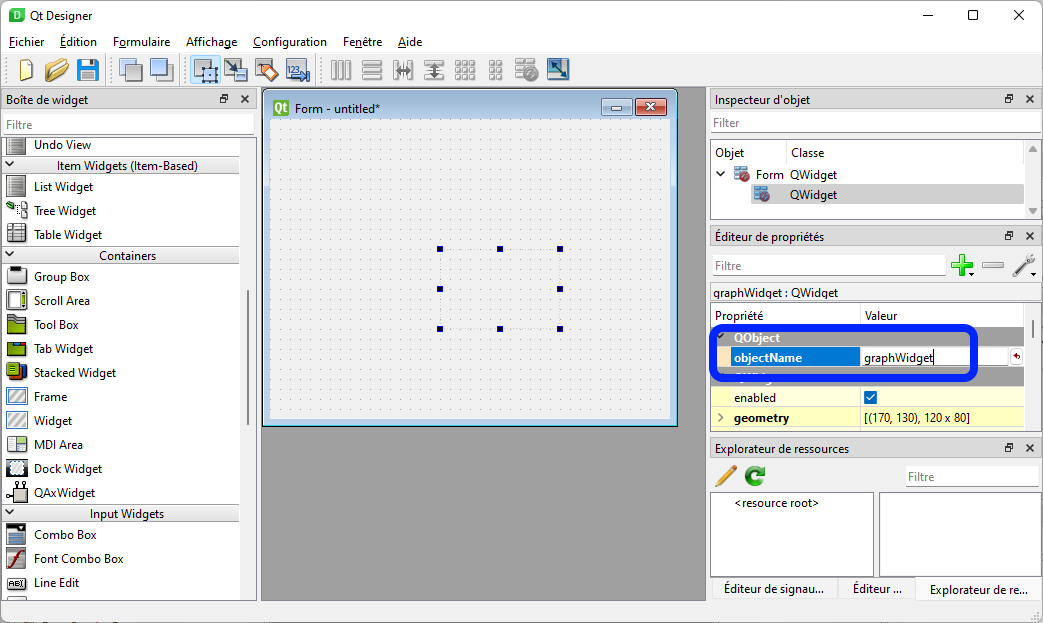 Qt Designer
Fichier Édition Formulaire Affichage Configuration Fenêtre Aide
123
Boîte de widget
Filtre
Undo View
Item Widgets (Item-Based)
List Widget
Tree Widget
Table Widget
Containers
Group Box
Scroll Area
Tool Box
Tab Widget
Stacked Widget
Frame
Widget
MDI Area
Dock Widget
QAxWidget
Input Widgets
Combo Box
Font Combo Box
ABI Line Edit
Qt Form - untitled*
Inspecteur d'objet
Filter
Objet Classe
Form QWidget
QWidget
Éditeur de propriétés
Filtre
graphWidget : QWidget
Propriété Valeur
QObject
objectName graphWidget
enabled
geometry [(170, 130), 120 x 80]
Explorateur de ressources
Filtre
<resource root>
Éditeur de signau... Éditeur ... Explorateur de re...